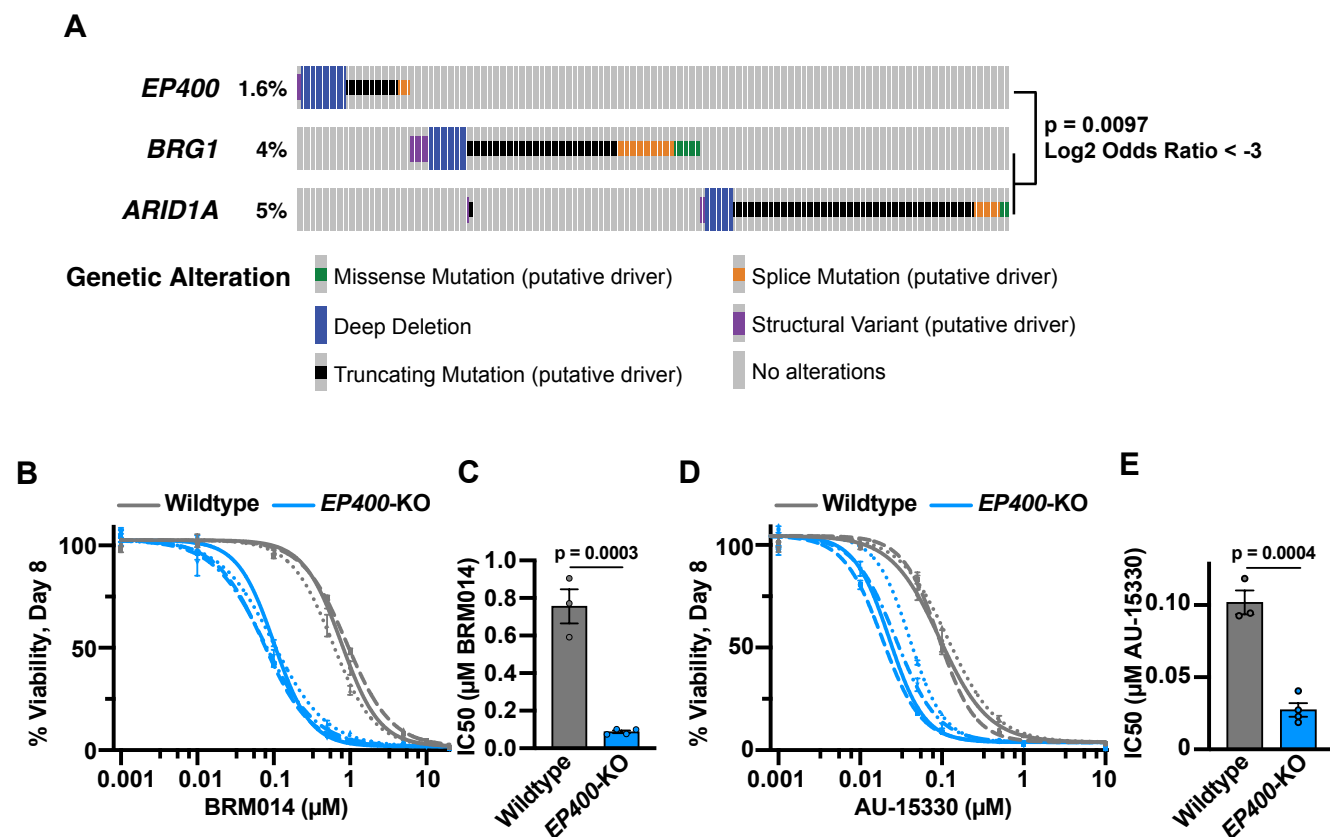 A
EP400 1.6%
BRG1 4%
ARID1A 5%
p = 0.0097
Log2 Odds Ratio < -3
Genetic Alteration
Missense Mutation (putative driver)
Splice Mutation (putative driver)
Deep Deletion
Structural Variant (putative driver)
Truncating Mutation (putative driver)
No alterations
B
Wildtype EP400-KO
% Viability, Day 8
100
50
0
0.001 0.01 0.1 1 10
BRM014 (µM)
C
IC50 (µM BRM014)
p = 0.0003
1.0
0.8
0.6
0.4
0.2
0.0
Wildtype
EP400-KO
D
Wildtype EP400-KO
% Viability, Day 8
100
50
0
0.001 0.01 0.1 1 10
AU-15330 (µM)
E
IC50 (µM AU-15330)
p = 0.0004
0.10
0.05
0
Wildtype
EP400-KO